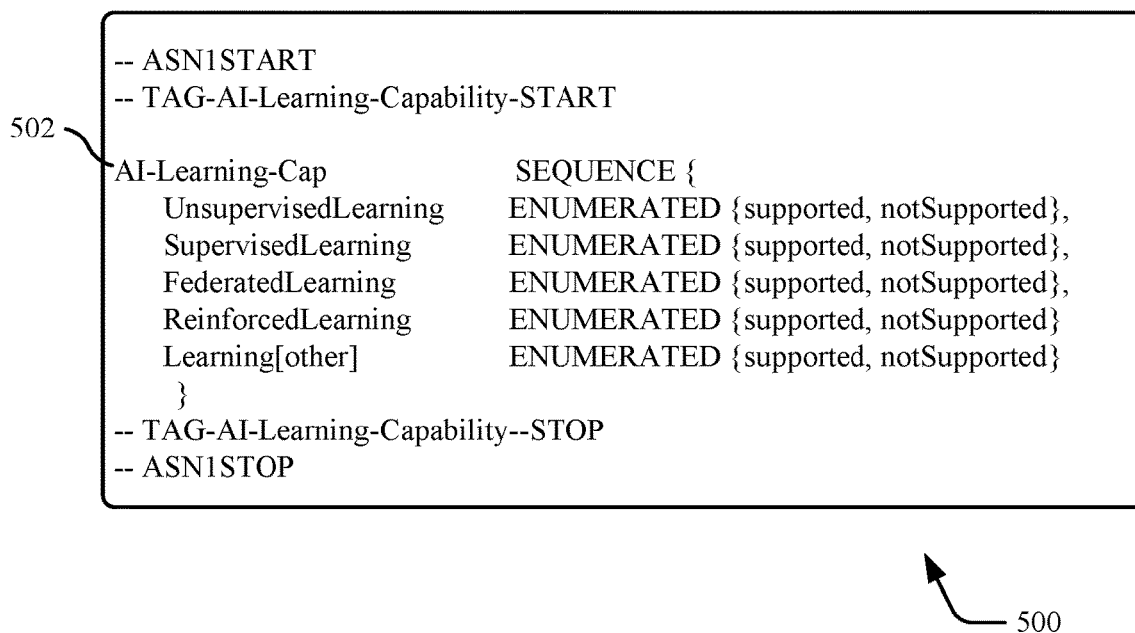 -- ASN1START
-- TAG-AI-Learning-Capability-START
502
AI-Learning-Cap SEQUENCE {
UnsupervisedLearning ENUMERATED {supported, notSupported},
SupervisedLearning ENUMERATED {supported, notSupported},
FederatedLearning ENUMERATED {supported, notSupported},
ReinforcedLearning ENUMERATED {supported, notSupported}
Learning[other] ENUMERATED {supported, notSupported}
}
-- TAG-AI-Learning-Capability--STOP
-- ASN1STOP
500